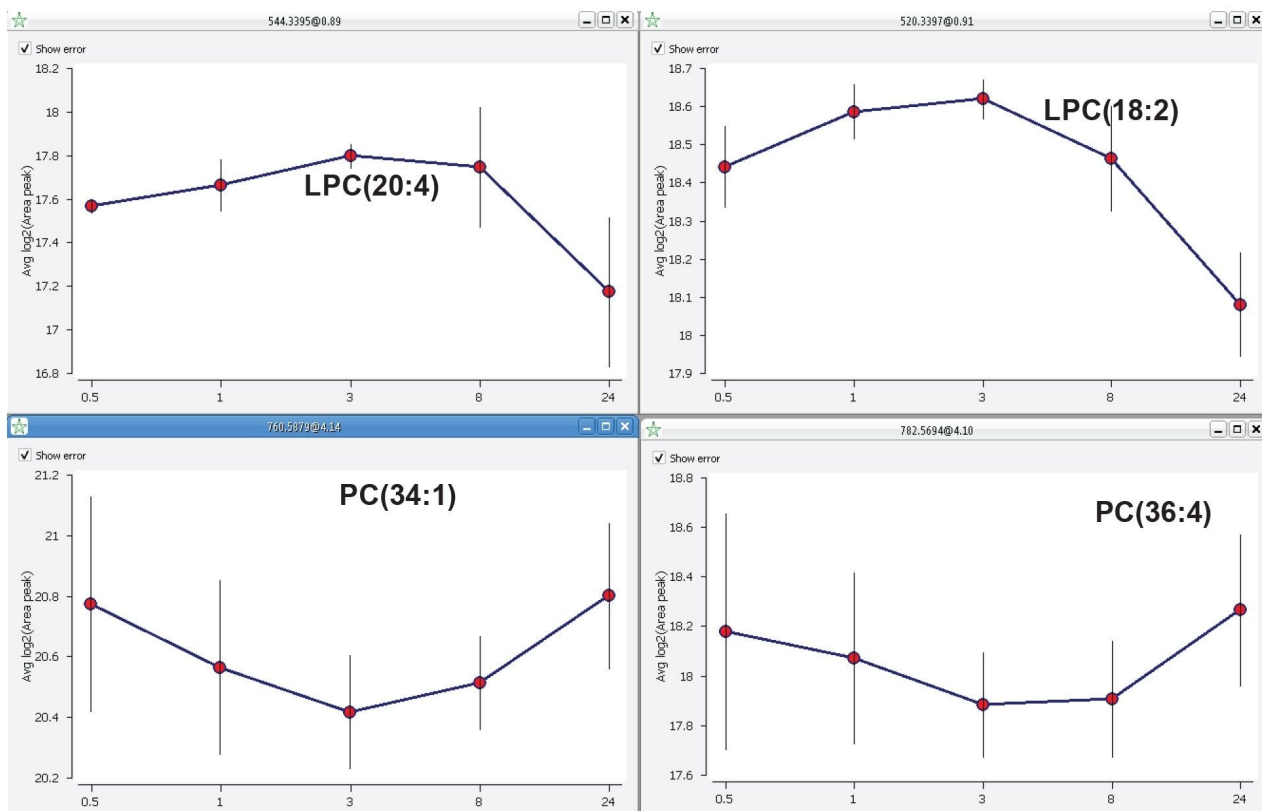 544.3395@0.89
Show error
Avg log2(Area peak)
18.2
18
17.8
17.6
17.4
17.2
17
16.8
LPC(20:4)
0.5 1 3 8 24
520.3397@0.91
Show error
Avg log2(Area peak)
18.7
18.6
18.5
18.4
18.3
18.2
18.1
18
17.9
LPC(18:2)
0.5 1 3 8 24
760.5879@4.14
Show error
Avg log2(Area peak)
21.2
21
20.8
20.6
20.4
20.2
PC(34:1)
0.5 1 3 8 24
782.5694@4.10
Show error
Avg log2(Area peak)
18.8
18.6
18.4
18.2
18
17.8
17.6
PC(36:4)
0.5 1 3 8 24